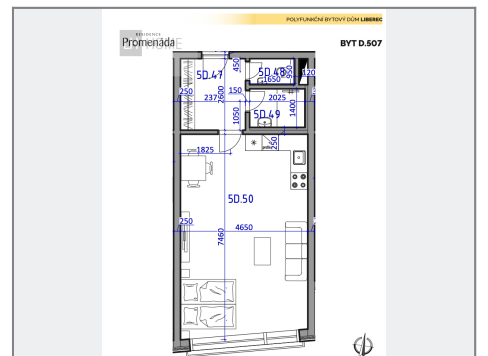 POLYFUNKČNÍ BYTOVÝ DŮM LIBEREC
RESIDENCE
Promenáda
BYT D.507
5D.47
450
5D.48
950
1650
120
250
237
2600
150
2025
5D.49
1400
1050
1825
250
5D.50
250
4650
7460